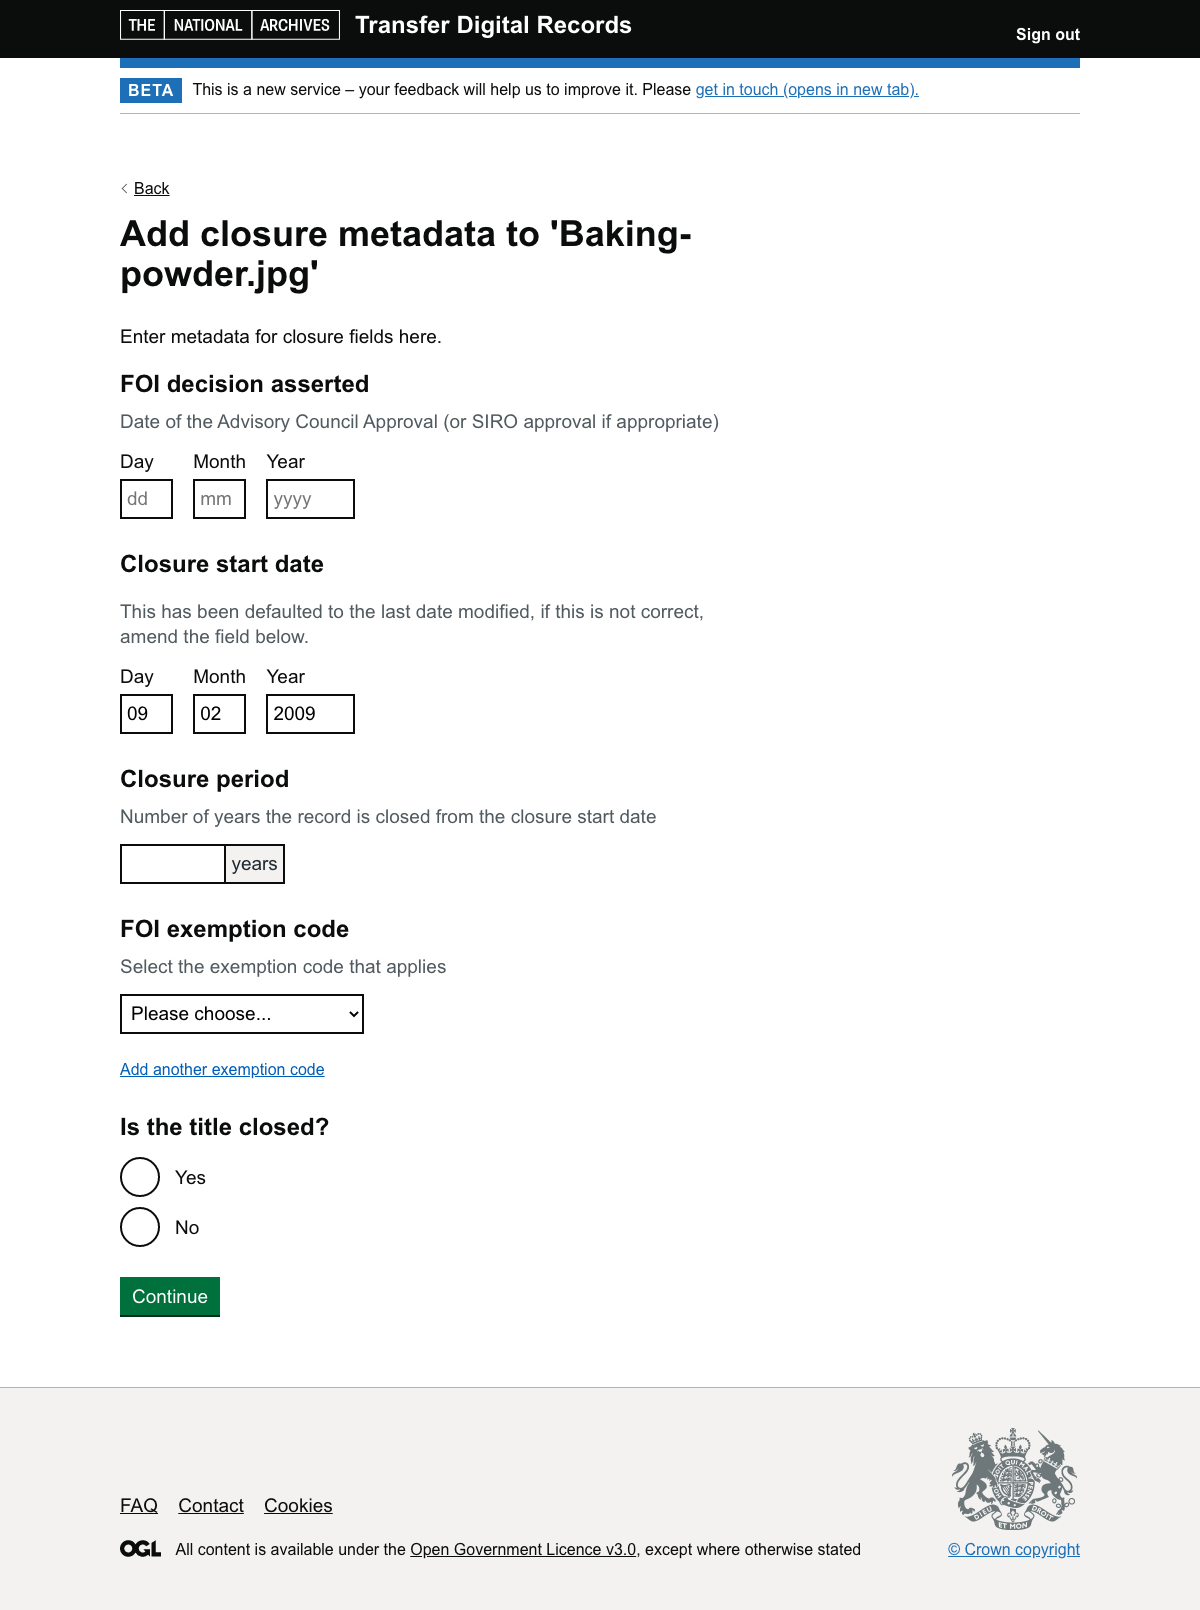 THE NATIONAL ARCHIVES Transfer Digital Records
Sign out
BETA This is a new service – your feedback will help us to improve it. Please get in touch (opens in new tab).
Back
Add closure metadata to 'Baking-
powder.jpg'
Enter metadata for closure fields here.
FOI decision asserted
Date of the Advisory Council Approval (or SIRO approval if appropriate)
Day Month Year
dd mm yyyy
Closure start date
This has been defaulted to the last date modified, if this is not correct,
amend the field below.
Day Month Year
09 02 2009
Closure period
Number of years the record is closed from the closure start date
years
FOI exemption code
Select the exemption code that applies
Please choose...
Add another exemption code
Is the title closed?
Yes
No
Continue
FAQ Contact Cookies
DIEU ET MON DROIT
OGL All content is available under the Open Government Licence v3.0, except where otherwise stated
© Crown copyright